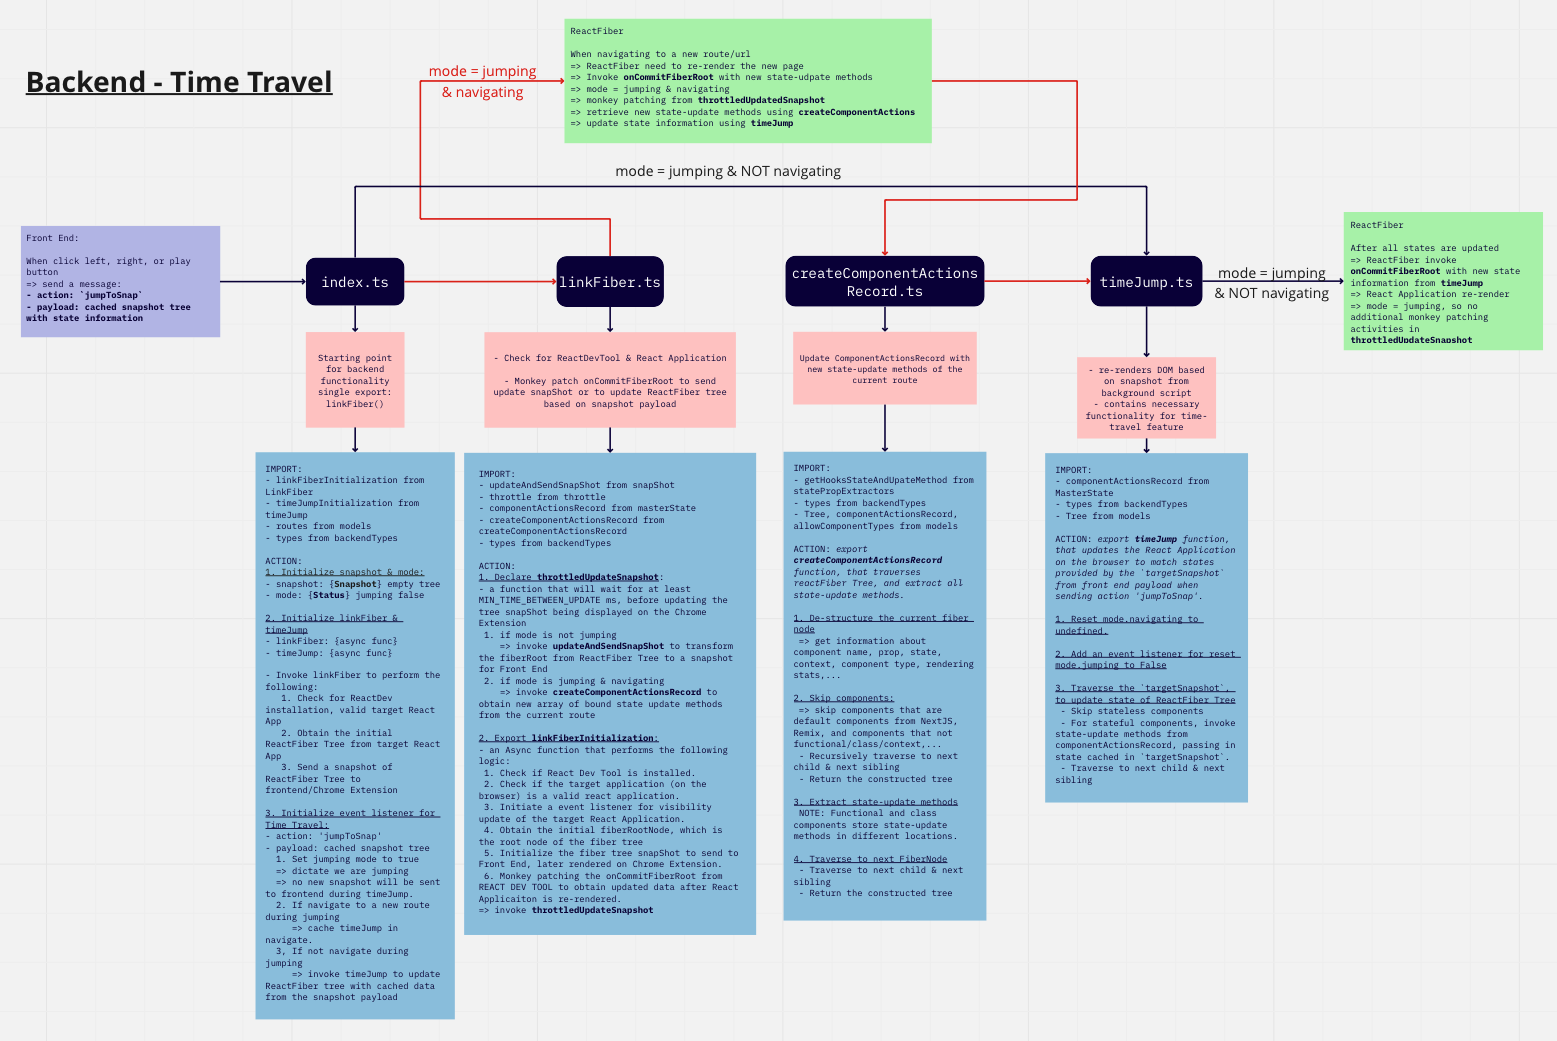 Backend - Time Travel
mode = jumping
& navigating
ReactFiber
When navigating to a new route/url
=> ReactFiber need to re-render the new page
=> Invoke onCommitFiberRoot with new state-udpate methods
=> mode = jumping & navigating
=> monkey patching from throttledUpdatedSnapshot
=> retrieve new state-update methods using createComponentActions
=> update state information using timeJump
mode = jumping & NOT navigating
Front End:
When click left, right, or play
button
=> send a message:
- action: `jumpToSnap`
- payload: cached snapshot tree
with state information
index.ts
linkFiber.ts
createComponentActions
Record.ts
timeJump.ts
mode = jumping
& NOT navigating
ReactFiber
After all states are updated
=> ReactFiber invoke
onCommitFiberRoot with new state
information from timeJump
=> React Application re-render
=> mode = jumping, so no
additional monkey patching
activities in
throttledUpdateSnapshot
Starting point
for backend
functionality
single export:
linkFiber()
- Check for ReactDevTool & React Application
- Monkey patch onCommitFiberRoot to send
update snapShot or to update ReactFiber tree
based on snapshot payload
Update ComponentActionsRecord with
new state-update methods of the
current route
- re-renders DOM based
on snapshot from
background script
- contains necessary
functionality for time-
travel feature
IMPORT:
- linkFiberInitialization from
LinkFiber
- timeJumpInitialization from
timeJump
- routes from models
- types from backendTypes
ACTION:
1. Initialize snapshot & mode:
- snapshot: {Snapshot} empty tree
- mode: {Status} jumping false
2. Initialize linkFiber &
timeJump
- linkFiber: {async func}
- timeJump: {async func}
- Invoke linkFiber to perform the
following:
1. Check for ReactDev
installation, valid target React
App
2. Obtain the initial
ReactFiber Tree from target React
App
3. Send a snapshot of
ReactFiber Tree to
frontend/Chrome Extension
3. Initialize event listener for
Time Travel:
- action: 'jumpToSnap'
- payload: cached snapshot tree
1. Set jumping mode to true
=> dictate we are jumping
=> no new snapshot will be sent
to frontend during timeJump.
2. If navigate to a new route
during jumping
=> cache timeJump in
navigate.
3, If not navigate during
jumping
=> invoke timeJump to update
ReactFiber tree with cached data
from the snapshot payload
IMPORT:
- updateAndSendSnapShot from snapShot
- throttle from throttle
- componentActionsRecord from masterState
- createComponentActionsRecord from
createComponentActionsRecord
- types from backendTypes
ACTION:
1. Declare throttledUpdateSnapshot:
- a function that will wait for at least
MIN_TIME_BETWEEN_UPDATE ms, before updating the
tree snapShot being displayed on the Chrome
Extension
1. if mode is not jumping
=> invoke updateAndSendSnapShot to transform
the fiberRoot from ReactFiber Tree to a snapshot
for Front End
2. if mode is jumping & navigating
=> invoke createComponentActionsRecord to
obtain new array of bound state update methods
from the current route
2. Export linkFiberInitialization:
- an Async function that performs the following
logic:
1. Check if React Dev Tool is installed.
2. Check if the target application (on the
browser) is a valid react application.
3. Initiate a event listener for visibility
update of the target React Application.
4. Obtain the initial fiberRootNode, which is
the root node of the fiber tree
5. Initialize the fiber tree snapShot to send to
Front End, later rendered on Chrome Extension.
6. Monkey patching the onCommitFiberRoot from
REACT DEV TOOL to obtain updated data after React
Applicaiton is re-rendered.
=> invoke throttledUpdateSnapshot
IMPORT:
- getHooksStateAndUpateMethod from
statePropExtractors
- types from backendTypes
- Tree, componentActionsRecord,
allowComponentTypes from models
ACTION: export
createComponentActionsRecord
function, that traverses
reactFiber Tree, and extract all
state-update methods.
1. De-structure the current fiber
node
=> get information about
component name, prop, state,
context, component type, rendering
stats,...
2. Skip components:
=> skip components that are
default components from NextJS,
Remix, and components that not
functional/class/context,...
- Recursively traverse to next
child & next sibling
- Return the constructed tree
3. Extract state-update methods
NOTE: Functional and class
components store state-update
methods in different locations.
4. Traverse to next FiberNode
- Traverse to next child & next
sibling
- Return the constructed tree
IMPORT:
- componentActionsRecord from
MasterState
- types from backendTypes
- Tree from models
ACTION: export timeJump function,
that updates the React Application
on the browser to match states
provided by the `targetSnapshot`
from front end payload when
sending action 'jumpToSnap'.
1. Reset mode.navigating to
undefined.
2. Add an event listener for reset
mode.jumping to False
3. Traverse the `targetSnapshot`,
to update state of ReactFiber Tree
- Skip stateless components
- For stateful components, invoke
state-update methods from
componentActionsRecord, passing in
state cached in `targetSnapshot`.
- Traverse to next child & next
sibling